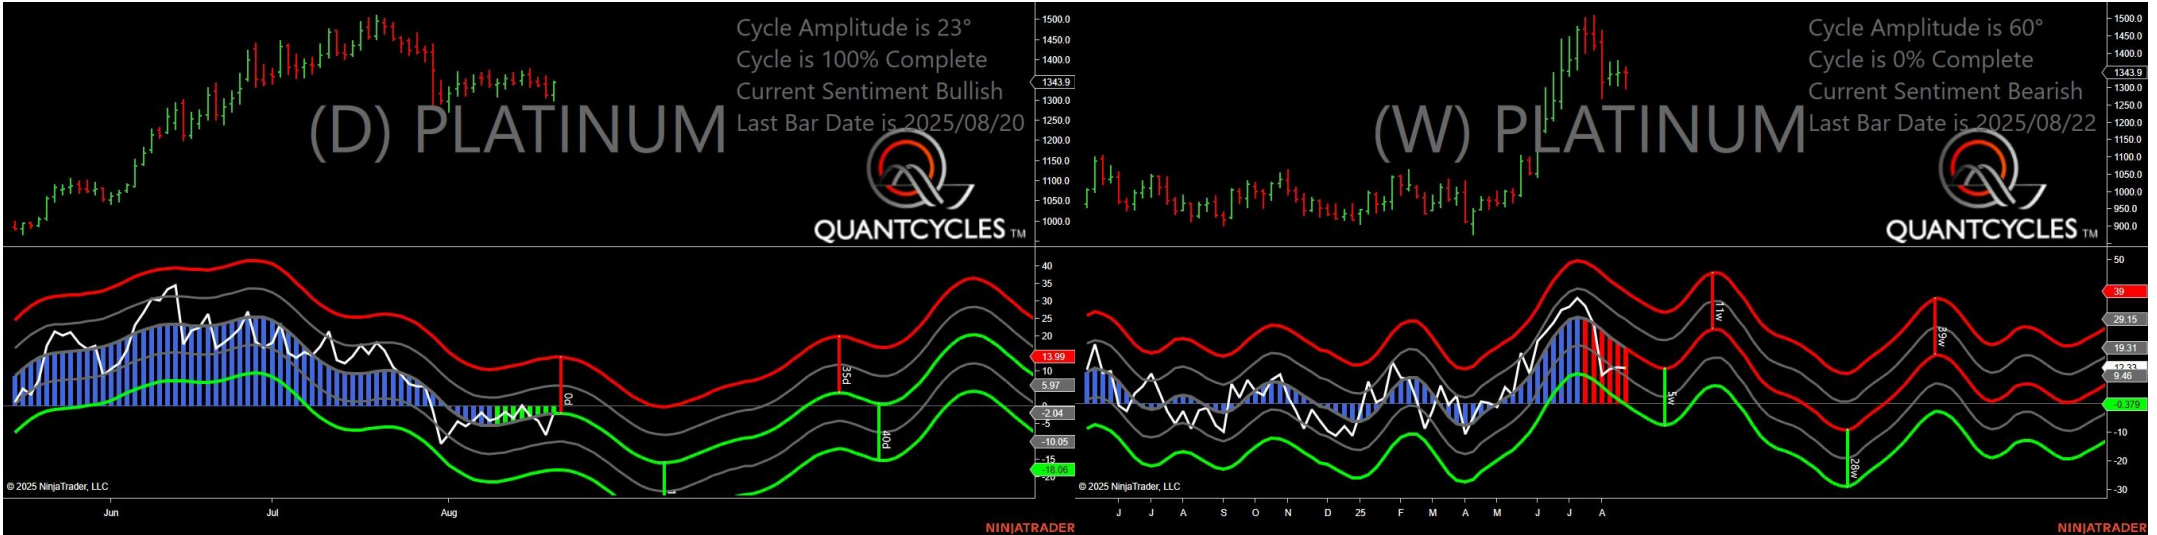 Cycle Amplitude is 23°
Cycle is 100% Complete
Current Sentiment Bullish
Last Bar Date is 2025/08/20
(D) PLATINUM
QUANTCYCLES TM
1500.0
1450.0
1400.0
1343.9
1300.0
1250.0
1200.0
1150.0
1100.0
1050.0
1000.0
40
35
30
25
20
13.99
10
5.97
0
-2.04
-5
-10.05
-15
-18.06
-20
0d
35d
40d
© 2025 NinjaTrader, LLC
Jun Jul Aug
NINJATRADER
Cycle Amplitude is 60°
Cycle is 0% Complete
Current Sentiment Bearish
Last Bar Date is 2025/08/22
(W) PLATINUM
QUANTCYCLES TM
1500.0
1450.0
1400.0
1343.9
1300.0
1250.0
1200.0
1150.0
1100.0
1050.0
1000.0
950.0
900.0
50
39
29.15
19.31
12.33
9.46
-0.379
-10
-20
-30
5w
11w
28w
39w
© 2025 NinjaTrader, LLC
J J A S O N D 25 F M A M J J A
NINJATRADER